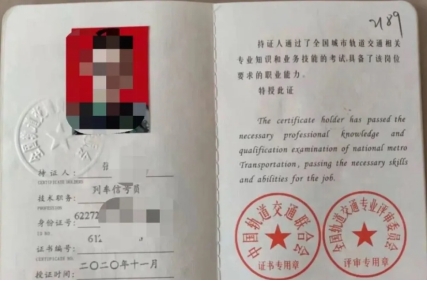 持证人:
CERTIFICATE HOLDER
技术职务: 列车信号员
身份证号: 62272
ID NO
证书编号: 612
授证时间: 二〇二〇年十一月
2189
持证人通过了全国城市轨道交通相关
专业知识和业务技能的考试,具备了该岗位
要求的职业能力。
特授此证
The certificate holder has passed the
necessary professional knowledge and
qualification examination of national metro
Transportation, passing the necessary skills
and abilities for the job.
中国轨道交通联合会
证书专用章
全国轨道交通专业评审委员会
评审专用章